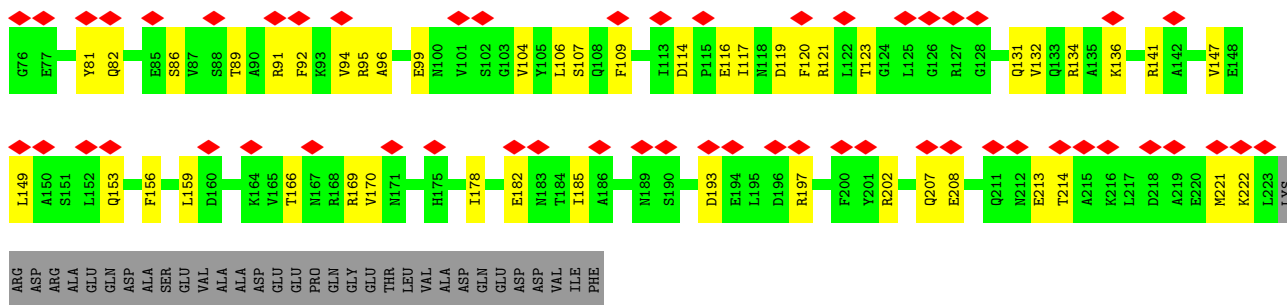 G76 E77 Y81 Q82 E85 S86 V87 S88 T89 A90 R91 F92 K93 V94 R95 A96 E99 N100 V101 S102 G103 V104 Y105 L106 S107 Q108 F109 I113 D114 P115 E116 I117 N118 D119 F120 R121 L122 T123 G124 L125 G126 R127 G128 Q131 V132 Q133 R134 A135 K136 R141 A142 V147 E148
L149 A150 S151 L152 Q153 F156 L159 D160 K164 V165 T166 N167 R168 R169 V170 N171 H175 I178 E182 N183 T184 I185 A186 N189 S190 D193 E194 L195 D196 R197 F200 Y201 R202 Q207 E208 Q211 N212 E213 T214 A215 K216 L217 D218 A219 E220 M221 K222 L223 LYS
ARG ASP ARG ALA GLU GLN ASP ALA SER GLU VAL ALA ALA ASP GLU GLU PRO GLN GLY GLU THR LEU VAL ALA ASP GLN GLU ASP ASP VAL ILE PHE